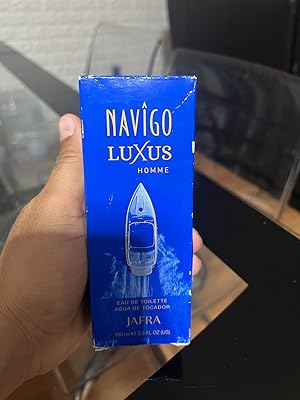 NAVÎGO
LUXUS
HOMME
EAU DE TOILETTE
AGUA DE TOCADOR
JAFRA
100 ml ℮ 3.3 FL OZ (US)